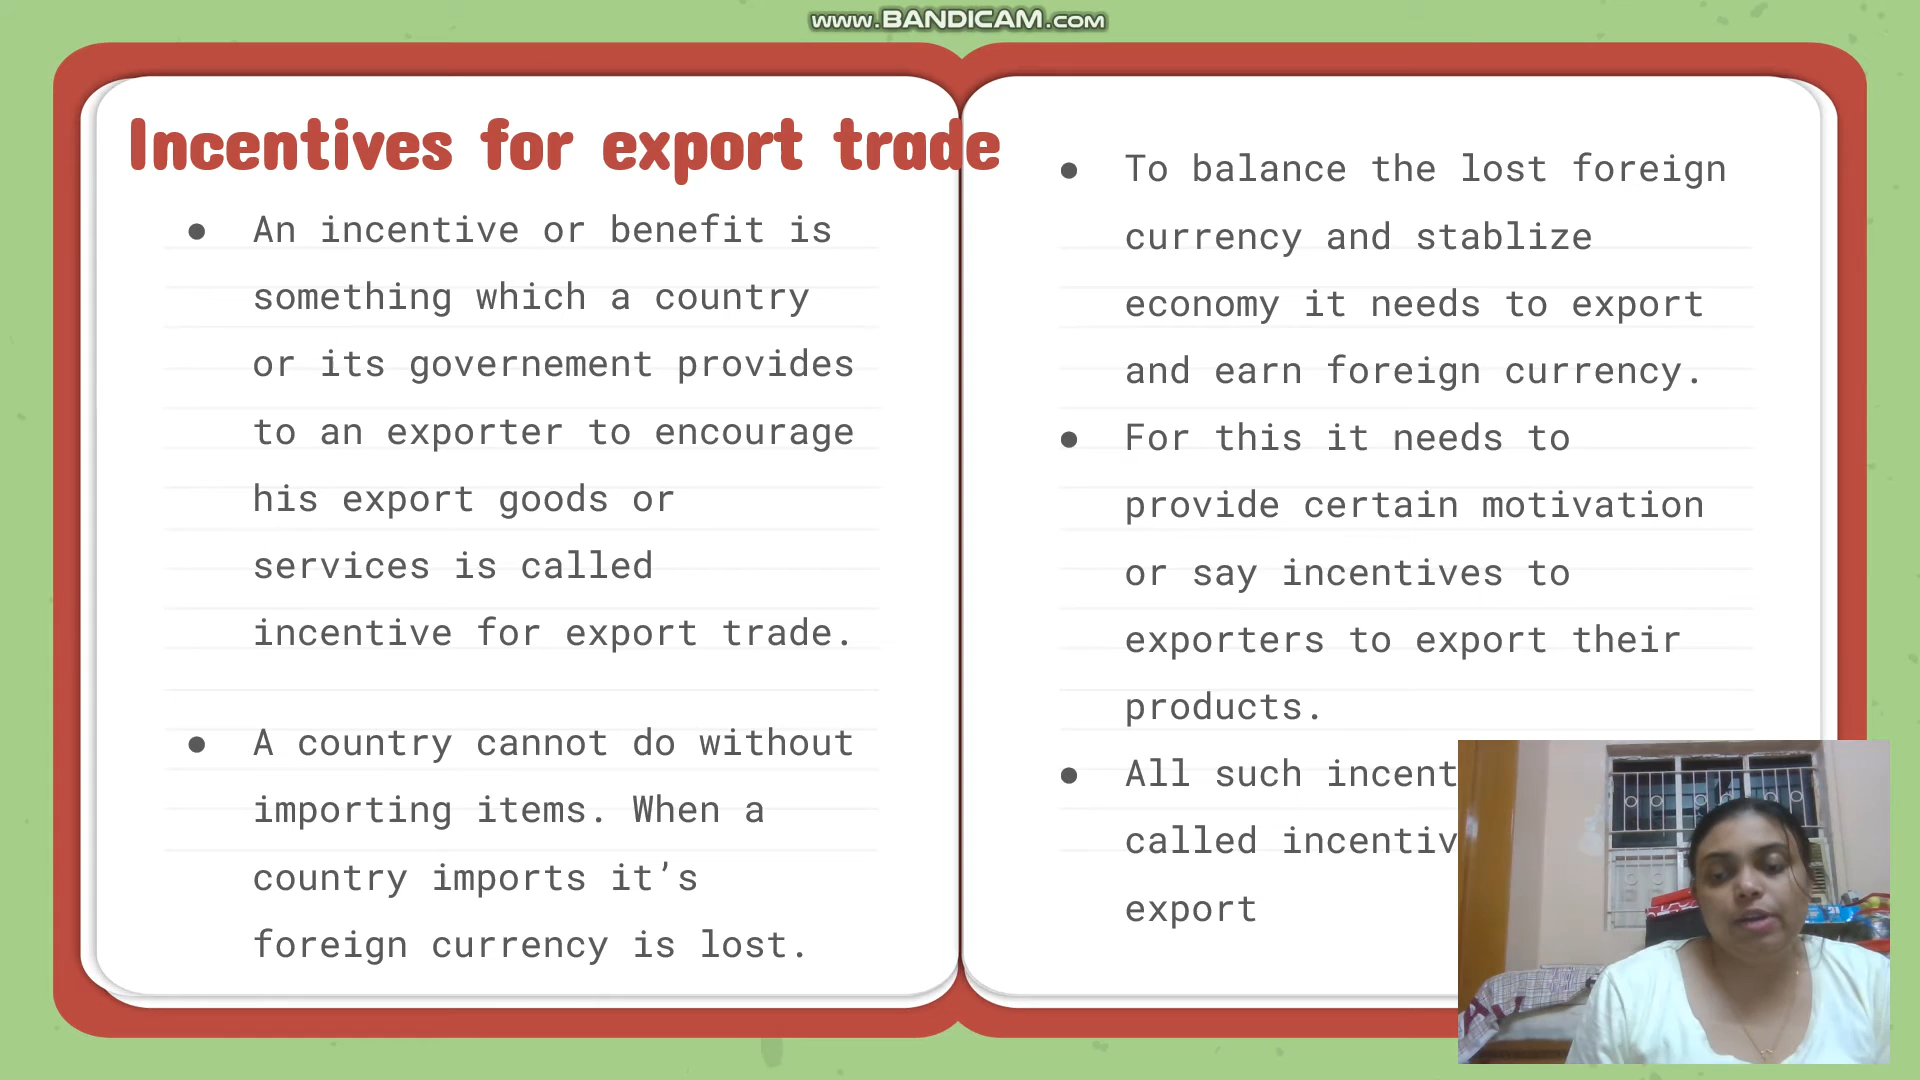 www.BANDICAM.com
Incentives for export trade
● An incentive or benefit is
something which a country
or its governement provides
to an exporter to encourage
his export goods or
services is called
incentive for export trade.
● A country cannot do without
importing items. When a
country imports it’s
foreign currency is lost.
● To balance the lost foreign
currency and stablize
economy it needs to export
and earn foreign currency.
● For this it needs to
provide certain motivation
or say incentives to
exporters to export their
products.
● All such incent
called incentiv
export